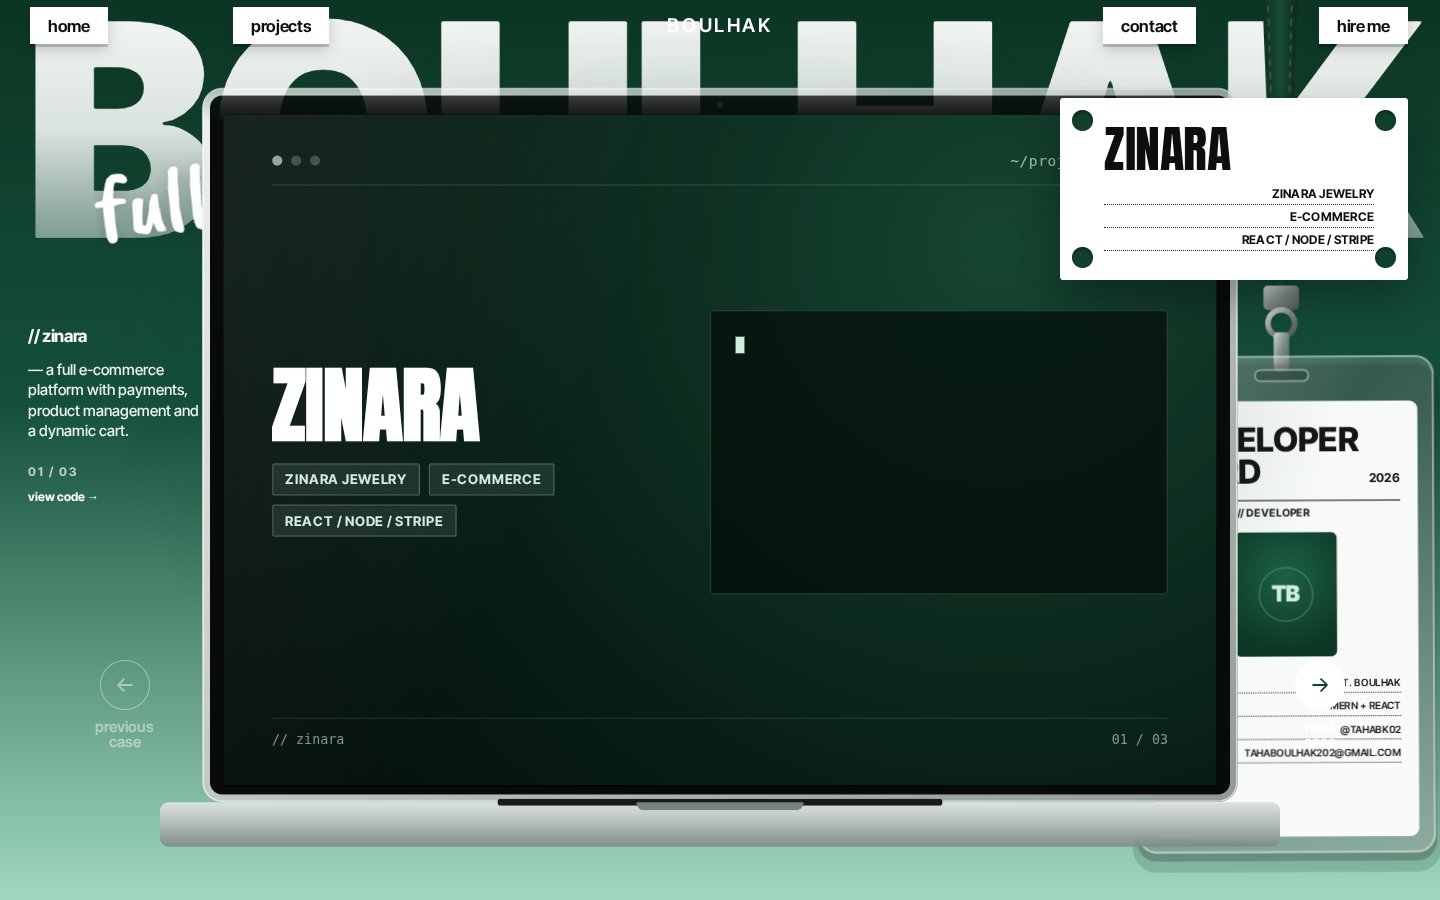 home
projects
BOULHAK
contact
hire me
BOULHAK
full
~/proj
ZINARA
ZINARA JEWELRY
E-COMMERCE
REACT / NODE / STRIPE
// zinara
— a full e-commerce
platform with payments,
product management and
a dynamic cart.
01 / 03
view code →
previous
case
ZINARA
ZINARA JEWELRY
E-COMMERCE
REACT / NODE / STRIPE
// zinara
01 / 03
ELOPER
D
2026
// DEVELOPER
TB
T. BOULHAK
MERN + REACT
@TAHABK02
TAHABOULHAK202@GMAIL.COM